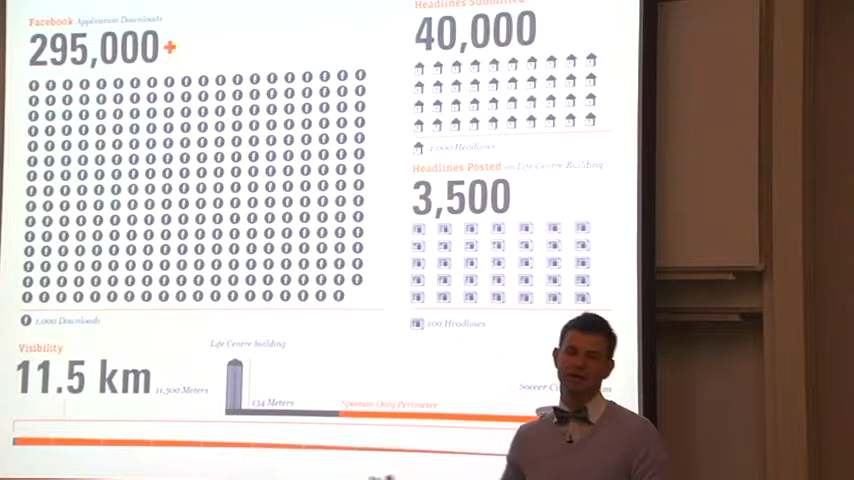 Facebook Application Downloads
295,000+
1,000 Downloads
Headlines Submitted
40,000
1,000 Headlines
Headlines Posted on Life Centre Building
3,500
100 Headlines
Visibility
11.5 km 11,500 Meters
Life Centre building
134 Meters
Sponsor Only Perimeter
Soccer